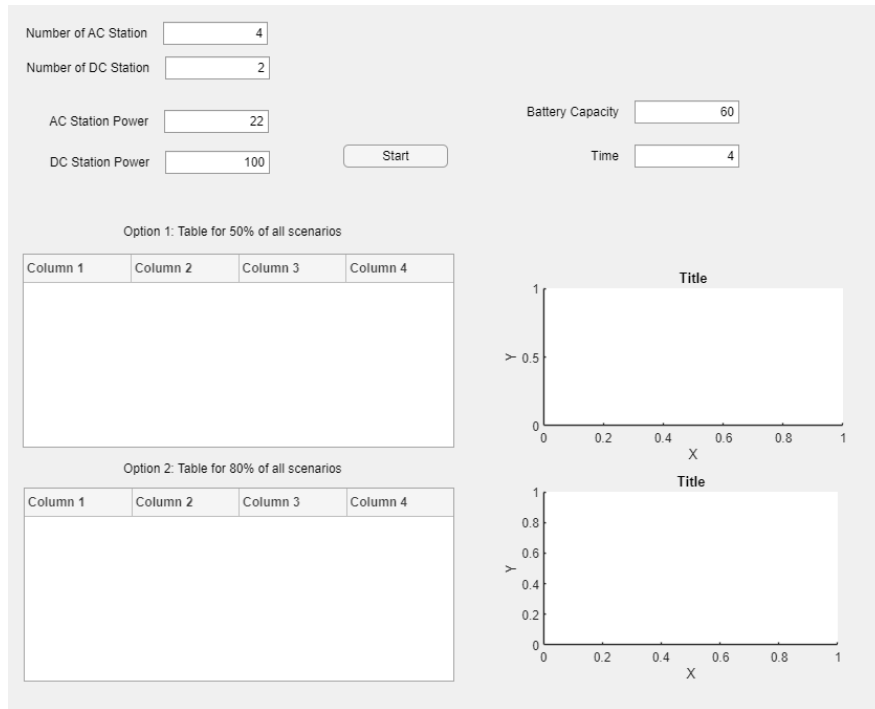 Number of AC Station 4
Number of DC Station 2
AC Station Power 22
DC Station Power 100
Start
Battery Capacity 60
Time 4
Option 1: Table for 50% of all scenarios
Column 1 Column 2 Column 3 Column 4
Title
1
0.5
0
Y
0 0.2 0.4 0.6 0.8 1
X
Option 2: Table for 80% of all scenarios
Column 1 Column 2 Column 3 Column 4
Title
1
0.8
0.6
0.4
0.2
0
Y
0 0.2 0.4 0.6 0.8 1
X